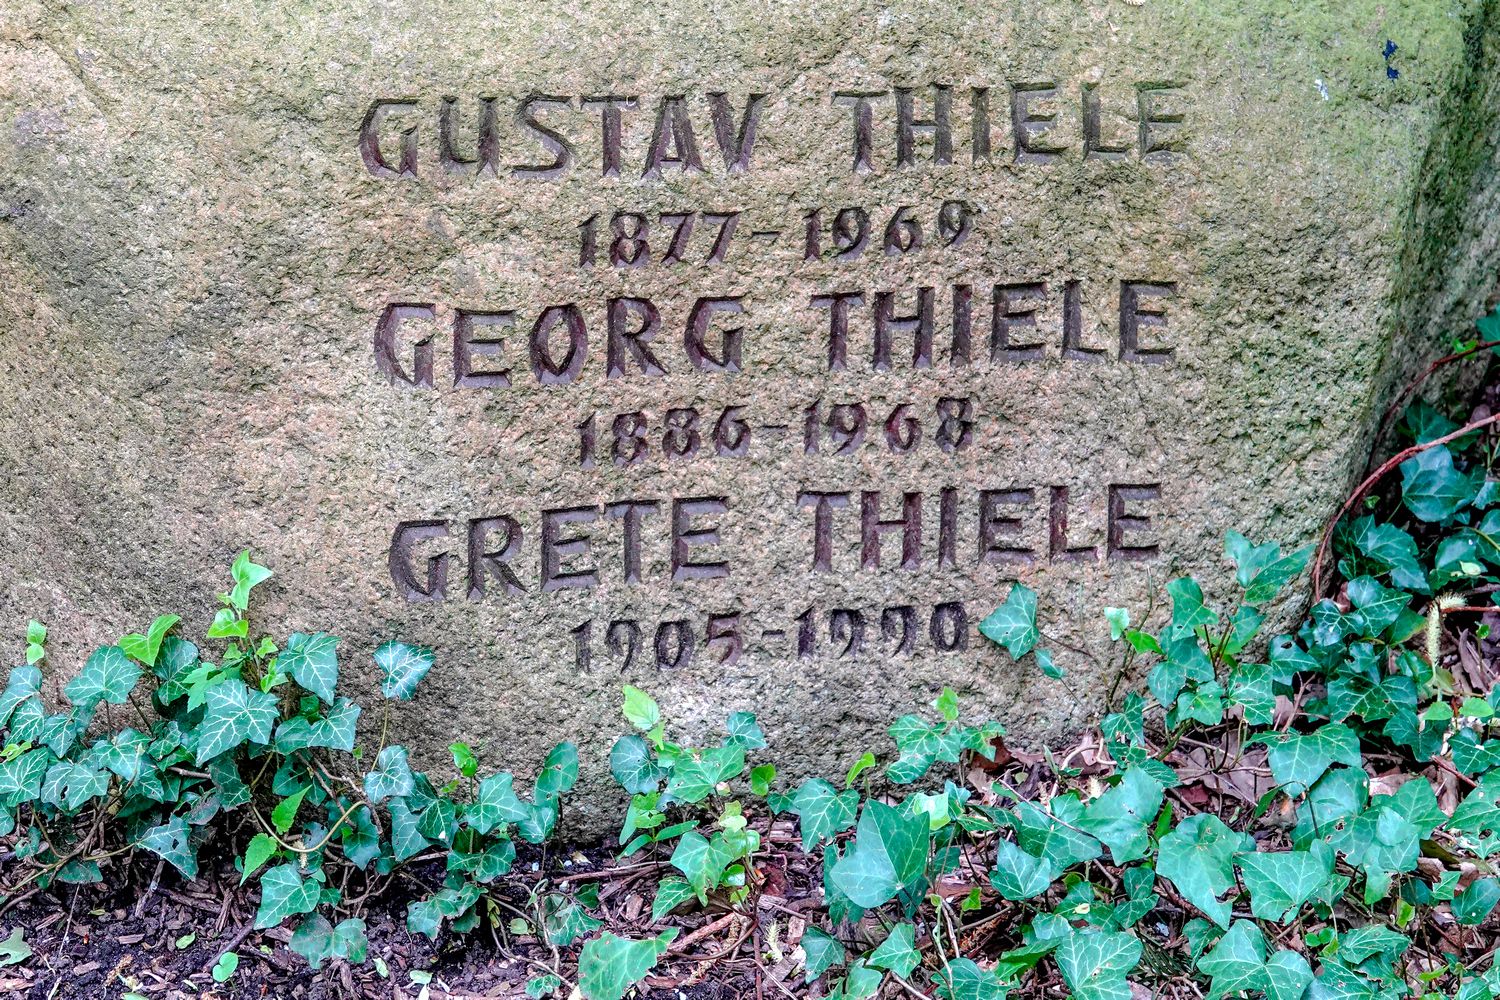 GUSTAV THIELE
1877-1969
GEORG THIELE
1886-1968
GRETE THIELE
1905-1990